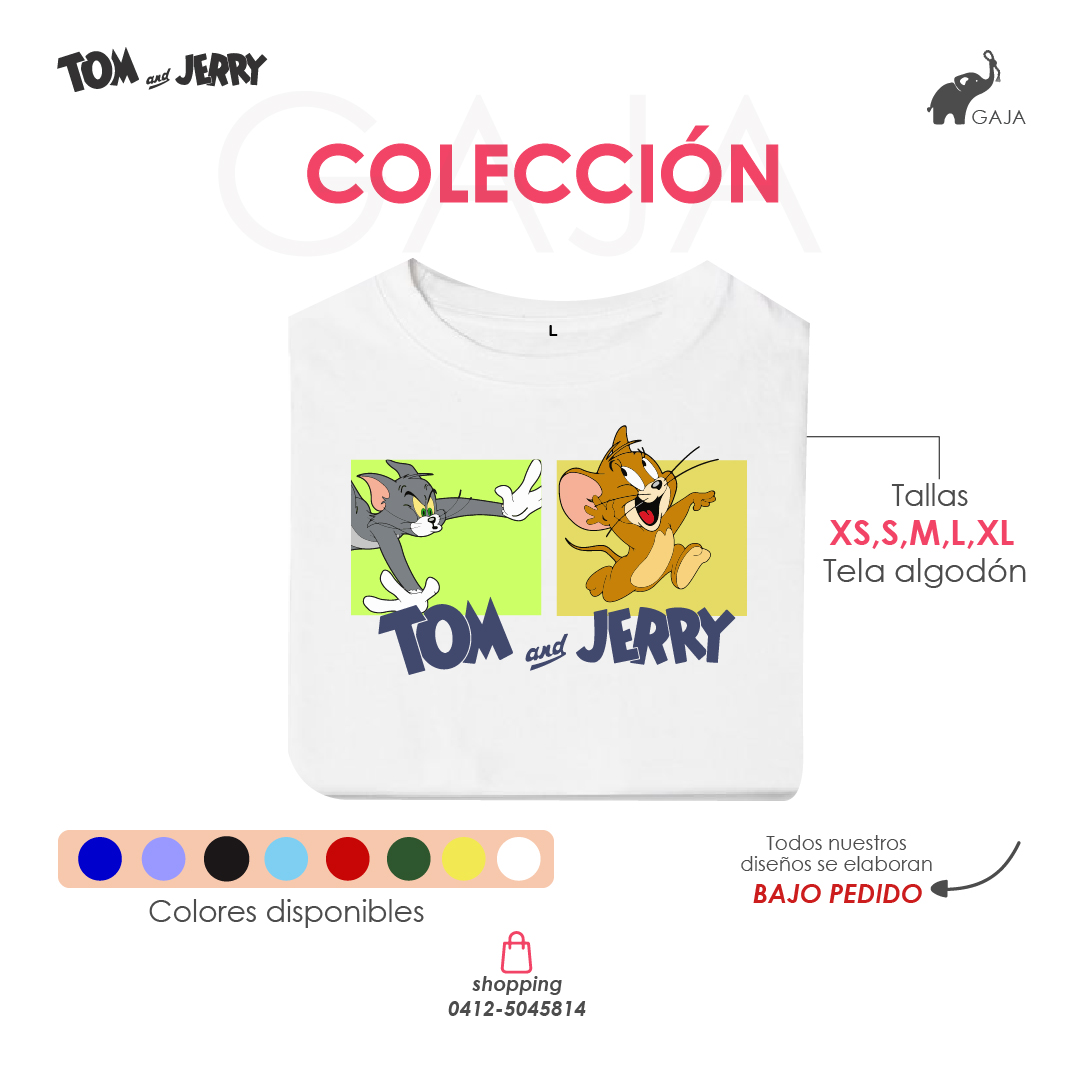 TOM and JERRY
GAJA
GAJA
COLECCIÓN
L
TOM and JERRY
Tallas
XS,S,M,L,XL
Tela algodón
Colores disponibles
Todos nuestros
diseños se elaboran
BAJO PEDIDO
shopping
0412-5045814